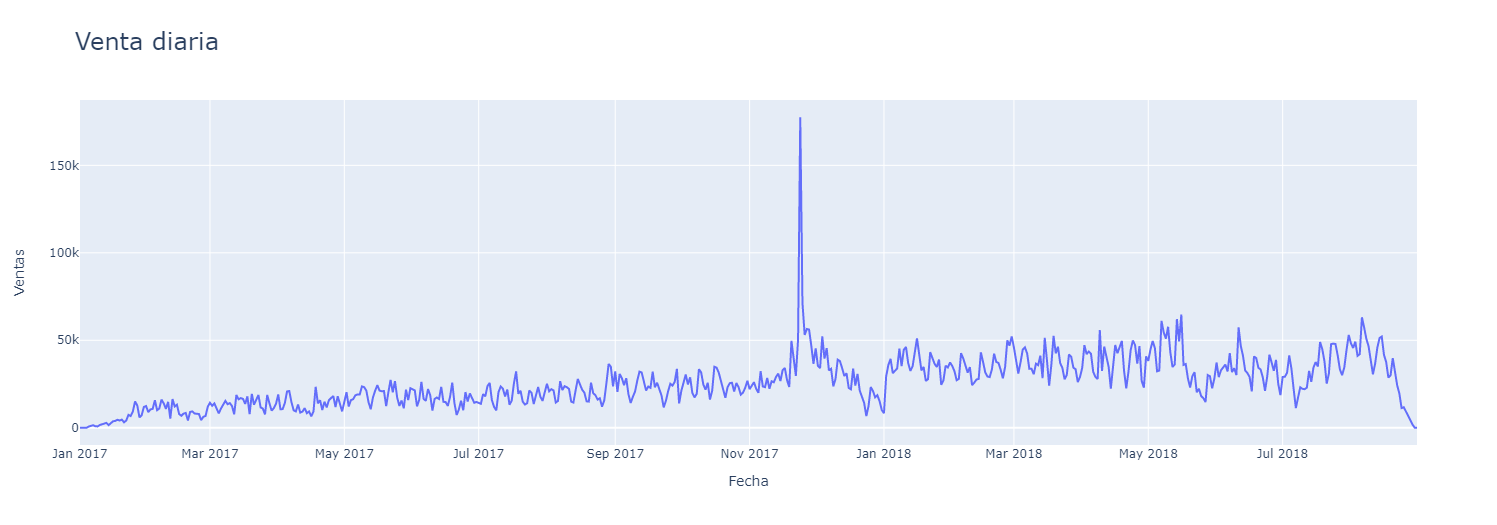 Venta diaria
Ventas
150k
100k
50k
0
Jan 2017
Mar 2017
May 2017
Jul 2017
Sep 2017
Nov 2017
Jan 2018
Mar 2018
May 2018
Jul 2018
Fecha